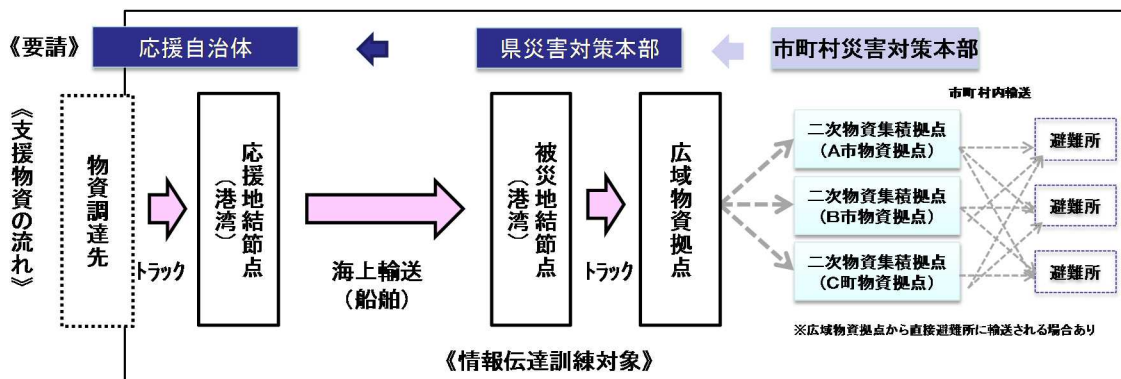 《要請》
応援自治体
県災害対策本部
市町村災害対策本部
《支援物資の流れ》
物資調達先
トラック
応援地結節点
(港湾)
海上輸送
(船舶)
被災地結節点
(港湾)
トラック
広域物資拠点
市町村内輸送
二次物資集積拠点
(A市物資拠点)
二次物資集積拠点
(B市物資拠点)
二次物資集積拠点
(C町物資拠点)
避難所
避難所
避難所
※広域物資拠点から直接避難所に輸送される場合あり
《情報伝達訓練対象》